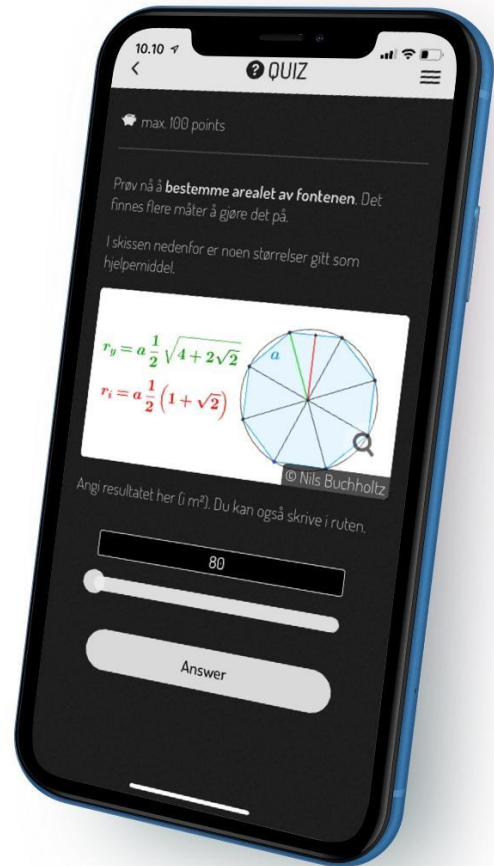 10.10
QUIZ
max. 100 points
Prøv nå å bestemme arealet av fontenen. Det
finnes flere måter å gjøre det på.
I skissen nedenfor er noen størrelser gitt som
hjelpemiddel.
r_y = a 1/2 √(4 + 2√2)
r_i = a 1/2 (1 + √2)
a
© Nils Buchholtz
Angi resultatet her (i m²). Du kan også skrive i ruten.
80
Answer